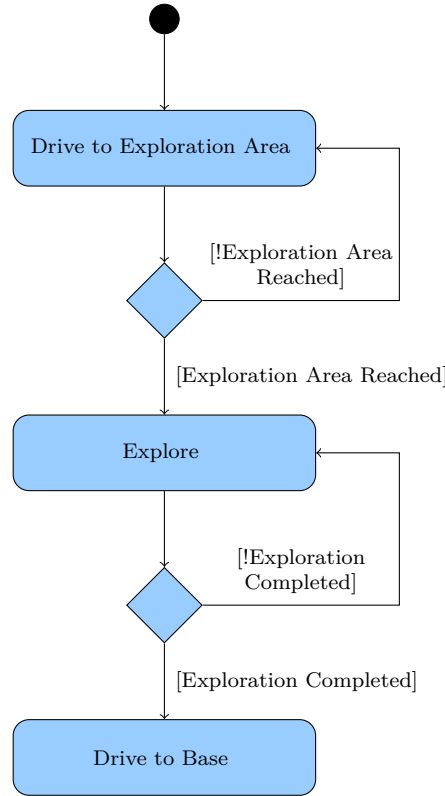 Drive to Exploration Area
[!Exploration Area
Reached]
[Exploration Area Reached]
Explore
[!Exploration
Completed]
[Exploration Completed]
Drive to Base